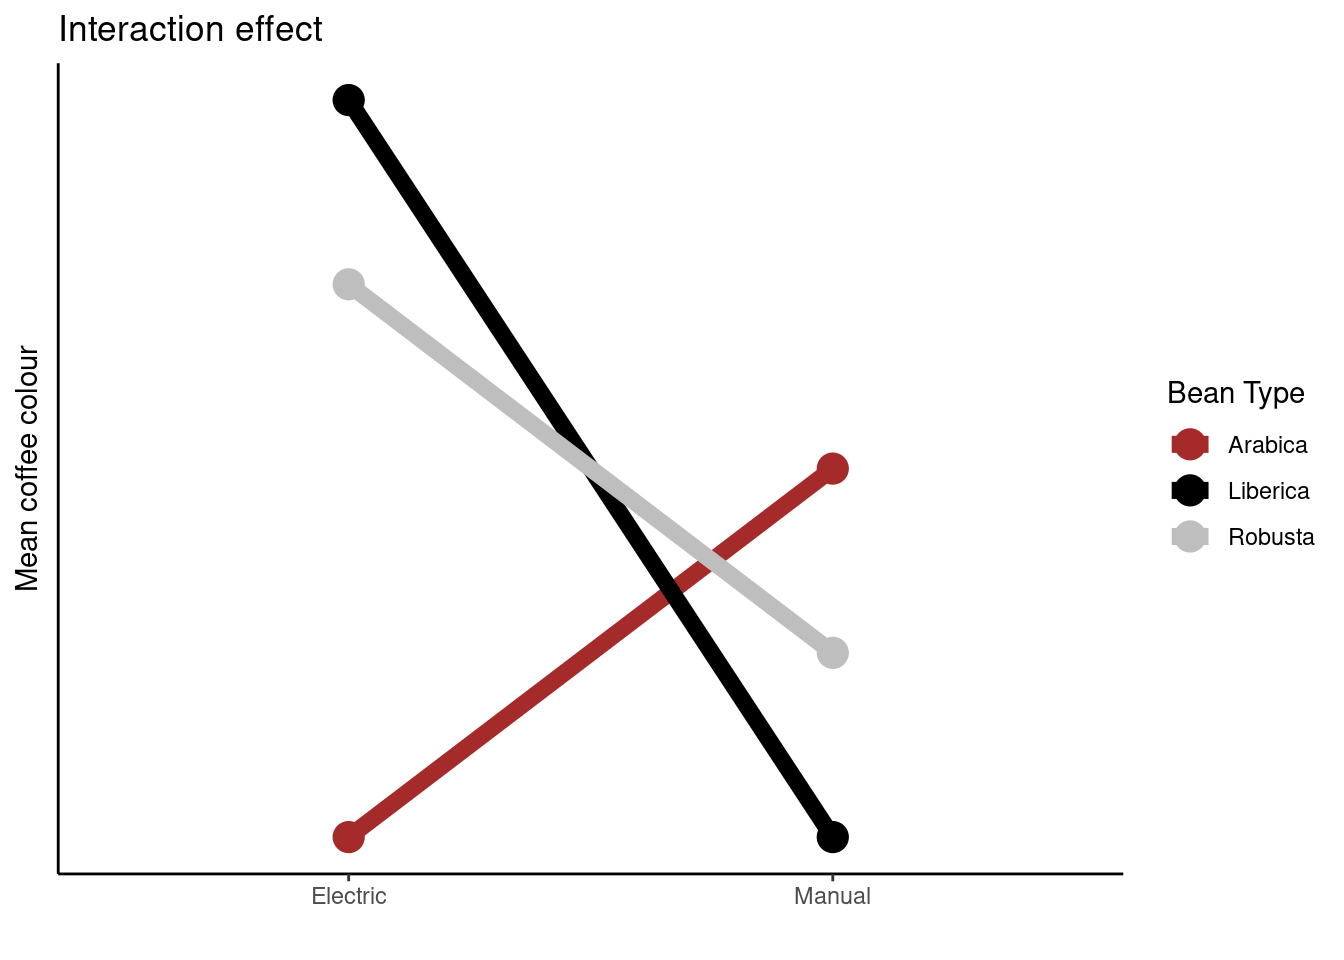 Interaction effect
Mean coffee colour
Electric
Manual
Bean Type
Arabica
Liberica
Robusta